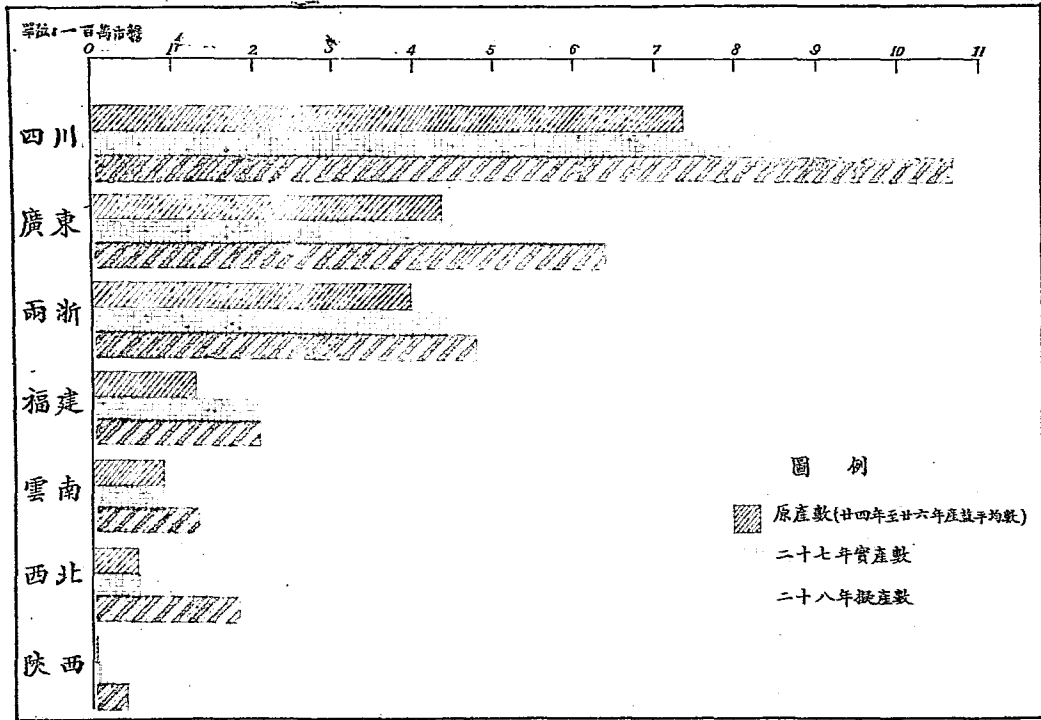 單位:一百萬市擔
0 1 2 3 4 5 6 7 8 9 10 11
四川
廣東
兩浙
福建
雲南
西北
陝西
圖 例
原產數(廿四年至廿六年產鹽平均數)
二十七年實產數
二十八年擬產數